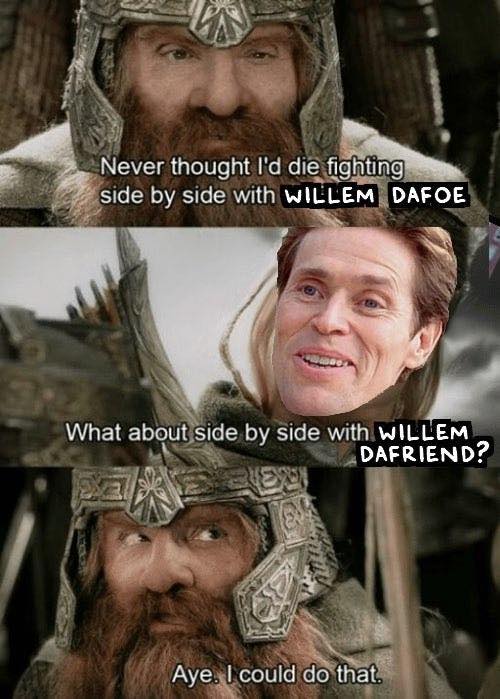 Never thought I'd die fighting
side by side with WILLEM DAFOE
What about side by side with WILLEM
DAFRIEND?
Aye. I could do that.